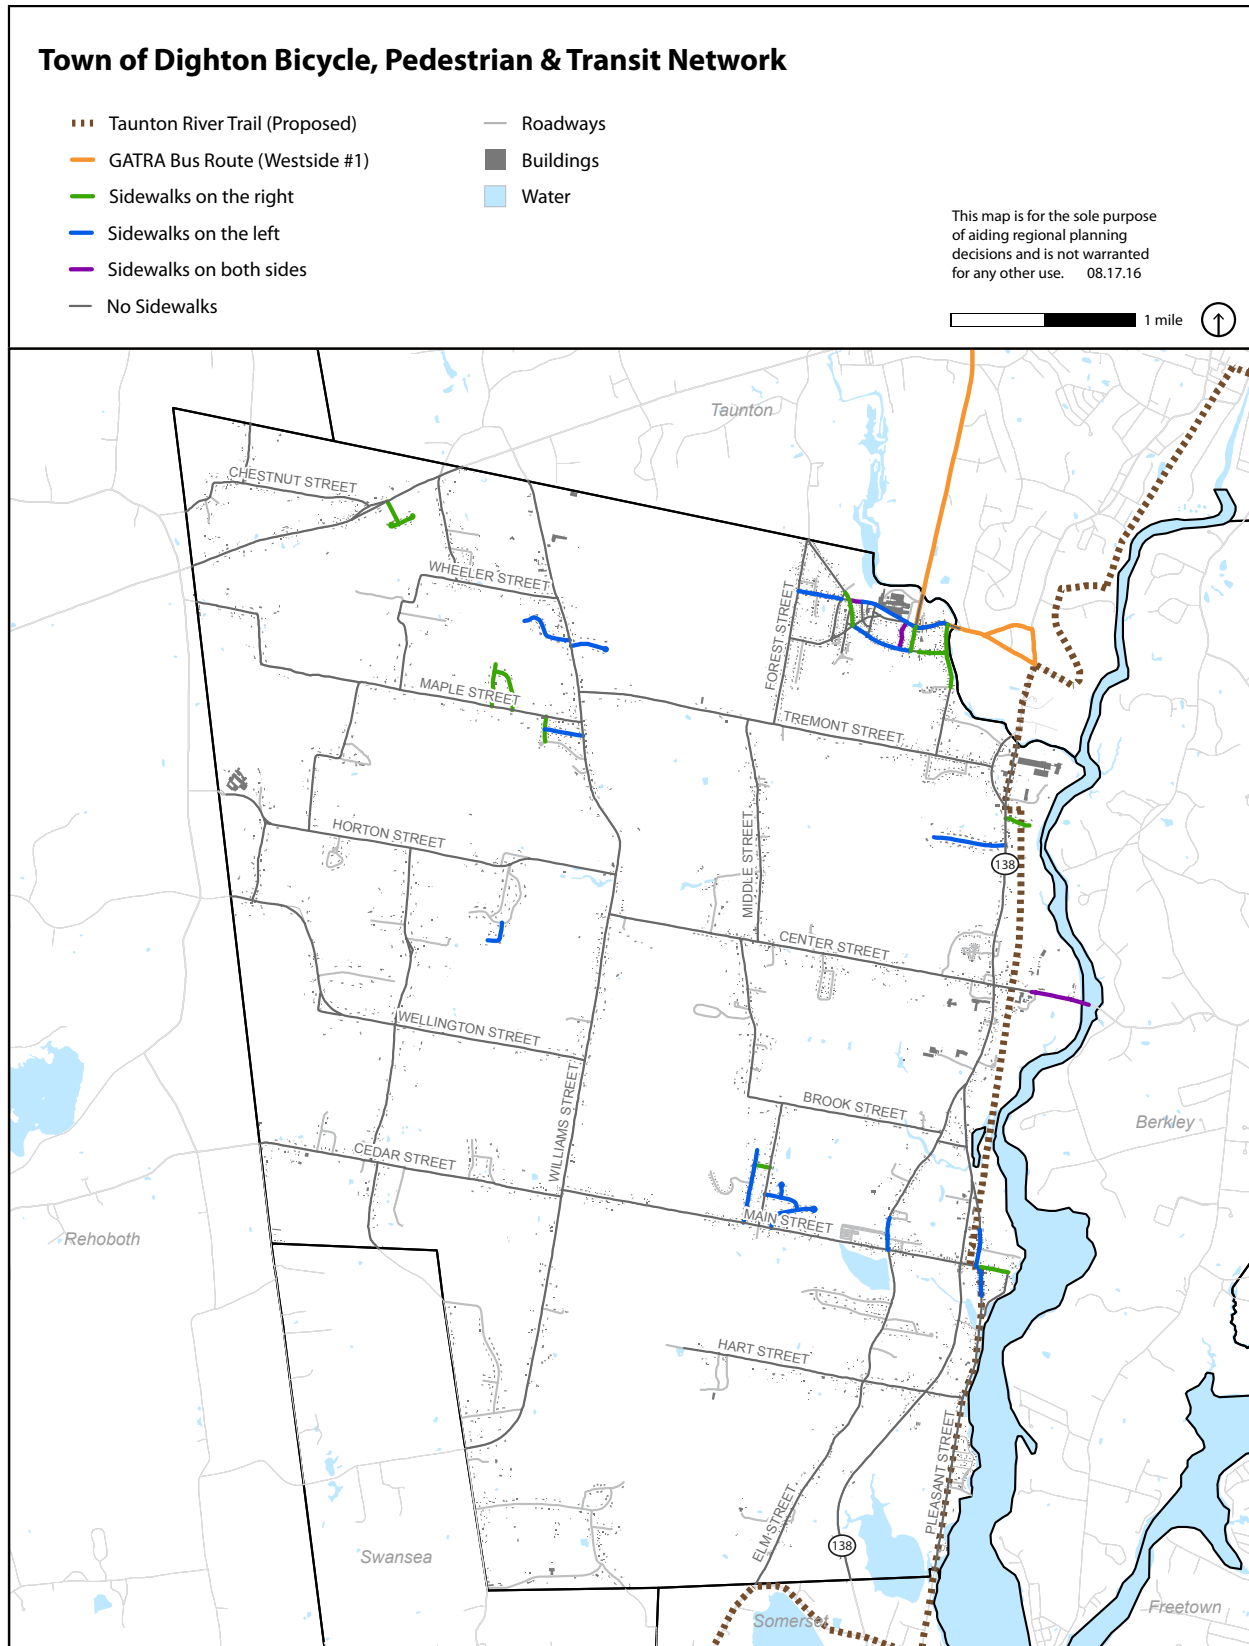 Town of Dighton Bicycle, Pedestrian & Transit Network
Taunton River Trail (Proposed)
GATRA Bus Route (Westside #1)
Sidewalks on the right
Sidewalks on the left
Sidewalks on both sides
No Sidewalks
Roadways
Buildings
Water
This map is for the sole purpose
of aiding regional planning
decisions and is not warranted
for any other use. 08.17.16
1 mile
Taunton
CHESTNUT STREET
WHEELER STREET
FOREST STREET
MAPLE STREET
TREMONT STREET
HORTON STREET
MIDDLE STREET
138
CENTER STREET
WELLINGTON STREET
WILLIAMS STREET
BROOK STREET
Berkley
CEDAR STREET
MAIN STREET
Rehoboth
HART STREET
PLEASANT STREET
ELM STREET
138
Swansea
Somerset
Freetown